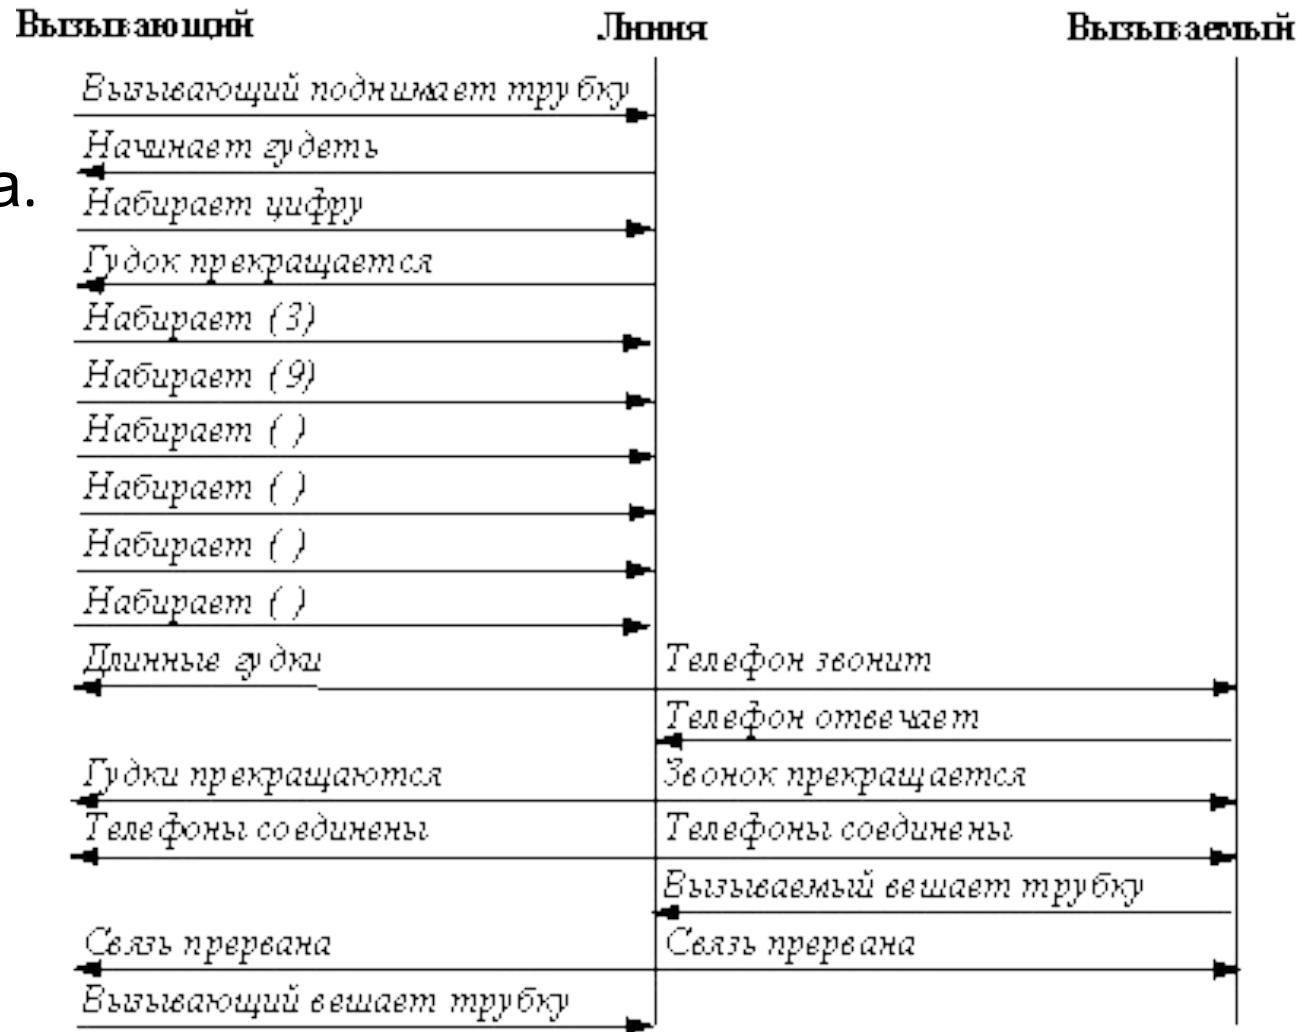 Вызывающий Линия Вызываемый
Вызывающий поднимает трубку
Начинает гудеть
а.
Набирает цифру
Гудок прекращается
Набирает (3)
Набирает (9)
Набирает ( )
Набирает ( )
Набирает ( )
Набирает ( )
Длинные гудки Телефон звонит
Телефон отвечает
Гудки прекращаются Звонок прекращается
Телефоны соединены Телефоны соединены
Вызываемый вешает трубку
Связь прервана Связь прервана
Вызывающий вешает трубку